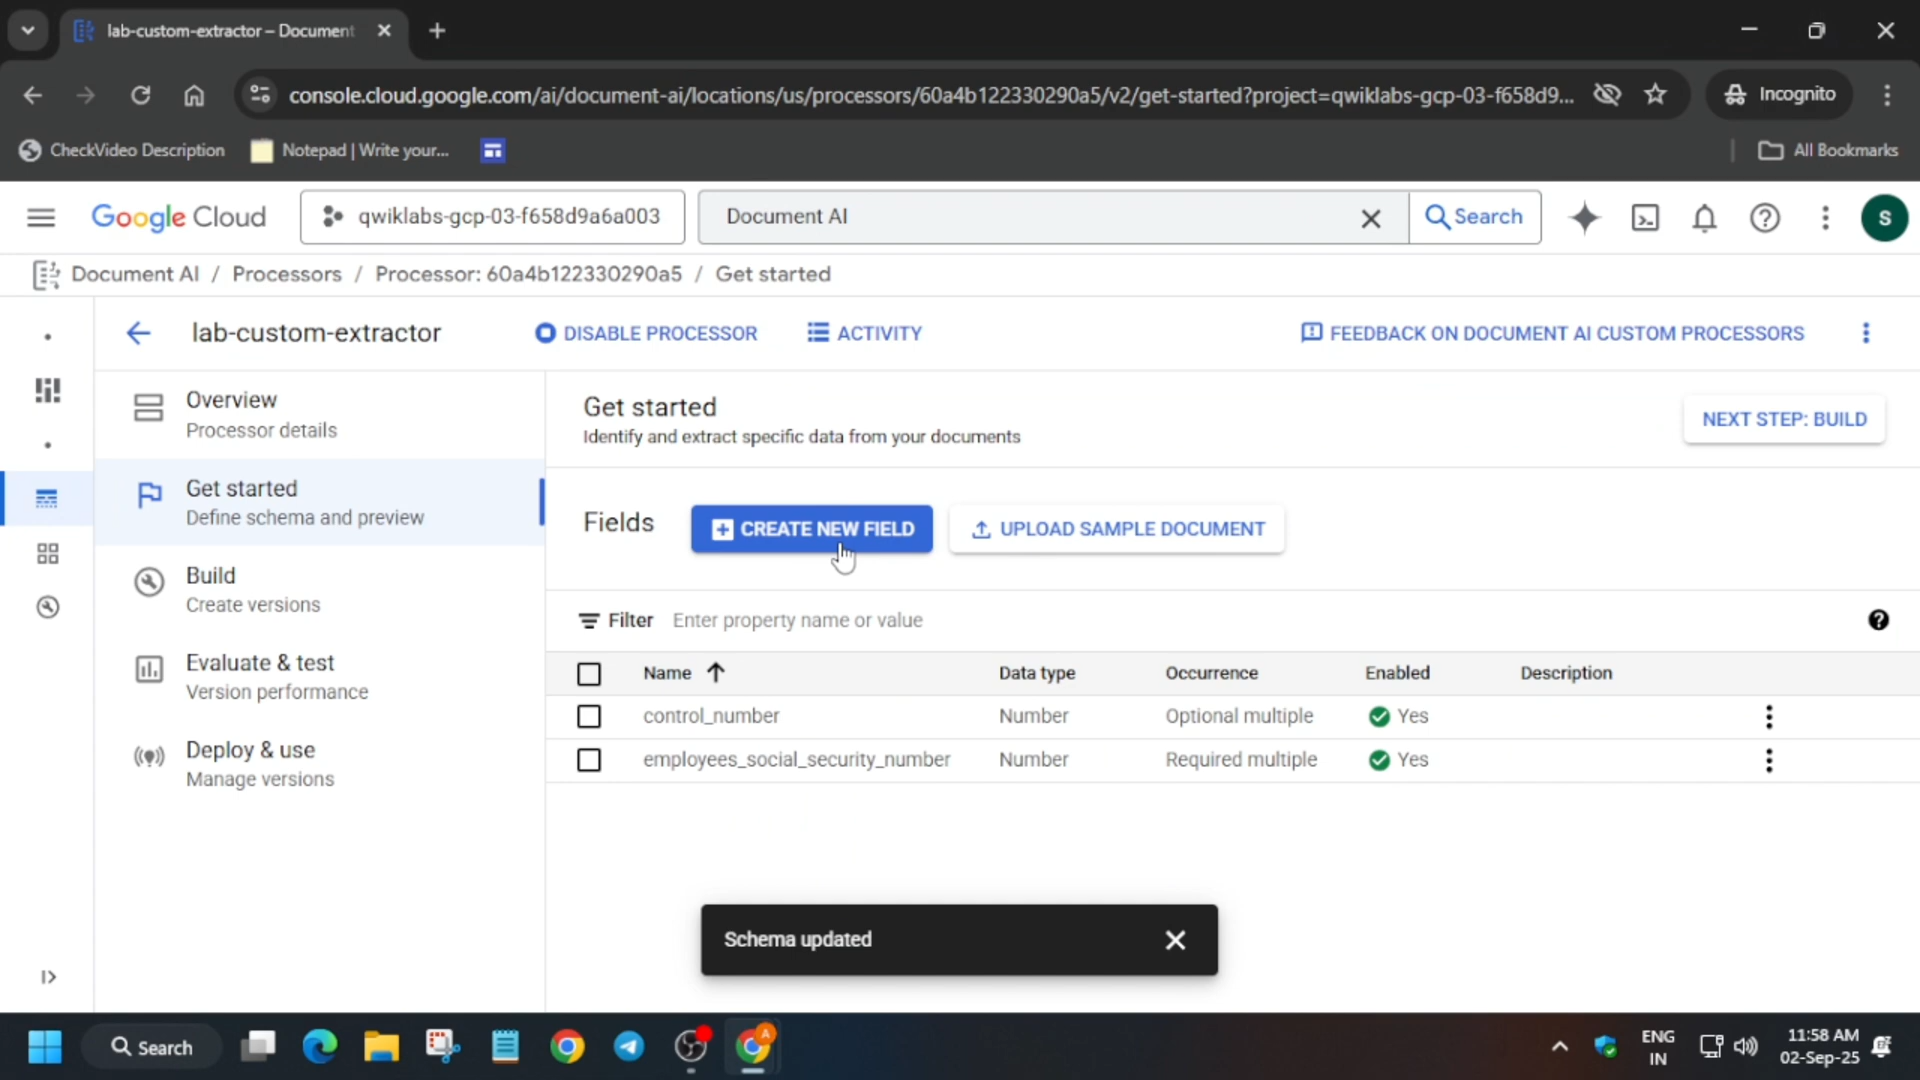 lab-custom-extractor – Document
console.cloud.google.com/ai/document-ai/locations/us/processors/60a4b122330290a5/v2/get-started?project=qwiklabs-gcp-03-f658d9...
Incognito
CheckVideo Description
Notepad | Write your...
All Bookmarks
Google Cloud
qwiklabs-gcp-03-f658d9a6a003
Document AI
Search
S
Document AI / Processors / Processor: 60a4b122330290a5 / Get started
lab-custom-extractor
DISABLE PROCESSOR
ACTIVITY
FEEDBACK ON DOCUMENT AI CUSTOM PROCESSORS
Overview
Processor details
Get started
Define schema and preview
Build
Create versions
Evaluate & test
Version performance
Deploy & use
Manage versions
Get started
Identify and extract specific data from your documents
NEXT STEP: BUILD
Fields
CREATE NEW FIELD
UPLOAD SAMPLE DOCUMENT
Filter Enter property name or value
Name Data type Occurrence Enabled Description
control_number Number Optional multiple Yes
employees_social_security_number Number Required multiple Yes
Schema updated
Search
A
ENG
IN
11:58 AM
02-Sep-25